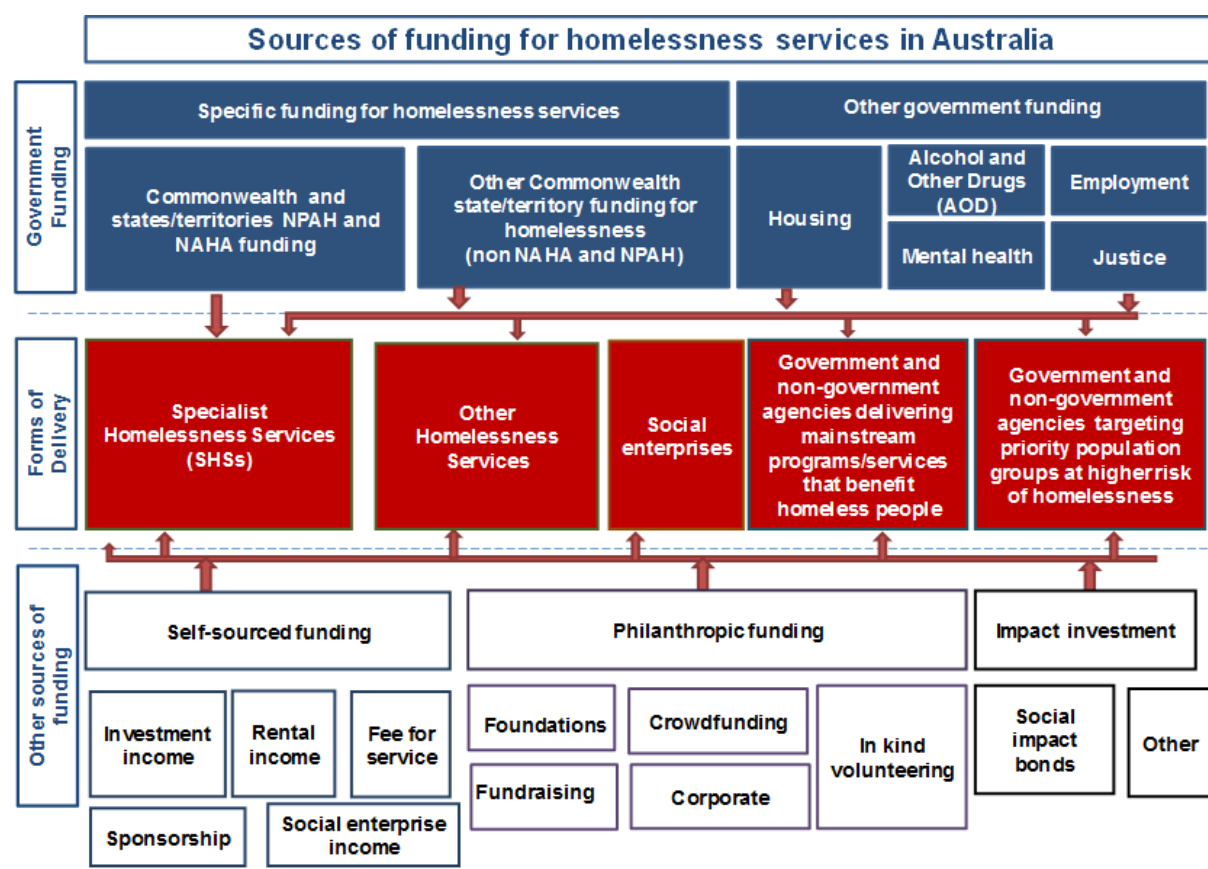 Sources of funding for homelessness services in Australia
Government
Funding
Specific funding for homelessness services
Other government funding
Commonwealth and
states/territories NPAH and
NAHA funding
Other Commonwealth
state/territory funding for
homelessness
(non NAHA and NPAH)
Housing
Alcohol and
Other Drugs
(AOD)
Employment
Mental health
Justice
Forms of
Delivery
Specialist
Homelessness Services
(SHSs)
Other
Homelessness
Services
Social
enterprises
Government and
non-government
agencies delivering
mainstream
programs/services
that benefit
homeless people
Government and
non-government
agencies targeting
priority population
groups at higher risk
of homelessness
Other sources of
funding
Self-sourced funding
Philanthropic funding
Impact investment
Investment
income
Rental
income
Fee for
service
Sponsorship
Social enterprise
income
Foundations
Crowdfunding
Fundraising
Corporate
In kind
volunteering
Social
impact
bonds
Other